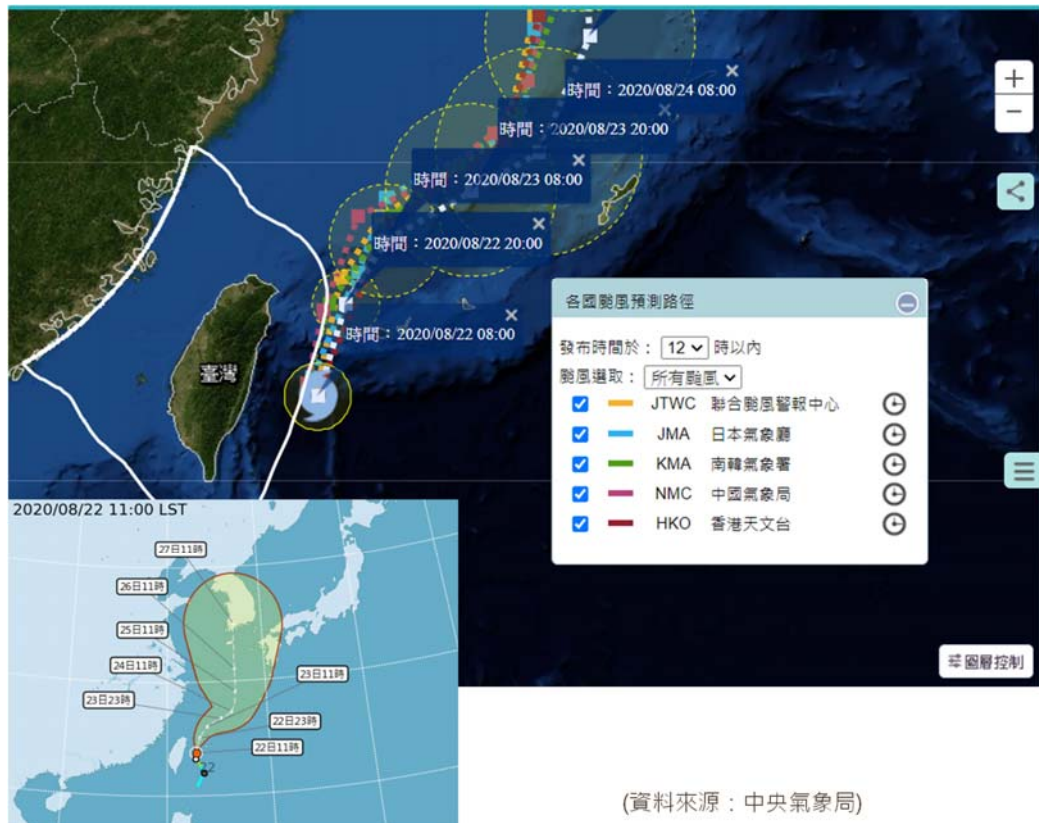 時間:2020/08/24 08:00
時間:2020/08/23 20:00
時間:2020/08/23 08:00
時間:2020/08/22 20:00
時間:2020/08/22 08:00
臺灣
各國颱風預測路徑
發布時間於: 12 時以內
颱風選取: 所有颱風
JTWC 聯合颱風警報中心
JMA 日本氣象廳
KMA 南韓氣象署
NMC 中國氣象局
HKO 香港天文台
圖層控制
2020/08/22 11:00 LST
27日11時
26日11時
25日11時
24日11時
23日11時
23日23時
22日23時
22日11時
22
(資料來源:中央氣象局)